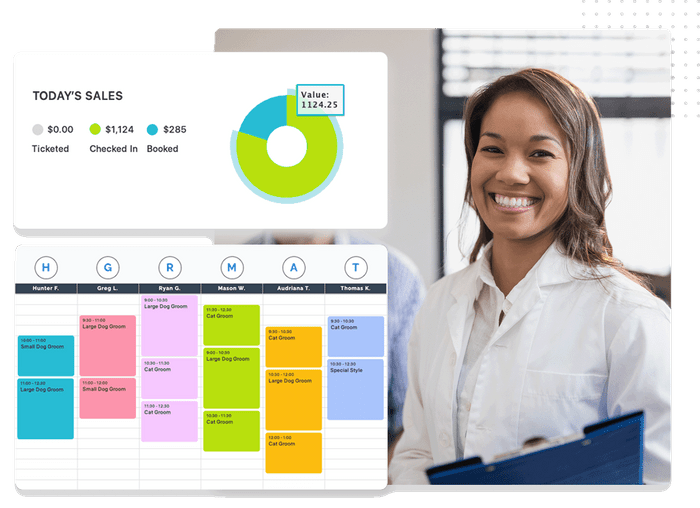 TODAY'S SALES
$0.00 $1,124 $285
Ticketed Checked In Booked
Value:
1124.25
H G R M A T
Hunter F. Greg L. Ryan G. Mason W. Audriana T. Thomas K.
10:00 - 11:00
Small Dog Groom
11:00 - 12:30
Large Dog Groom
9:30 - 11:00
Large Dog Groom
11:00 - 12:00
Small Dog Groom
9:00 - 10:30
Large Dog Groom
10:30 - 11:30
Cat Groom
11:30 - 12:30
Cat Groom
11:30 - 12:30
Cat Groom
9:00 - 10:30
Large Dog Groom
10:30 - 11:30
Cat Groom
9:30 - 10:30
Cat Groom
10:30 - 12:00
Large Dog Groom
12:00 - 1:00
Cat Groom
9:30 - 10:30
Cat Groom
10:30 - 12:30
Special Style